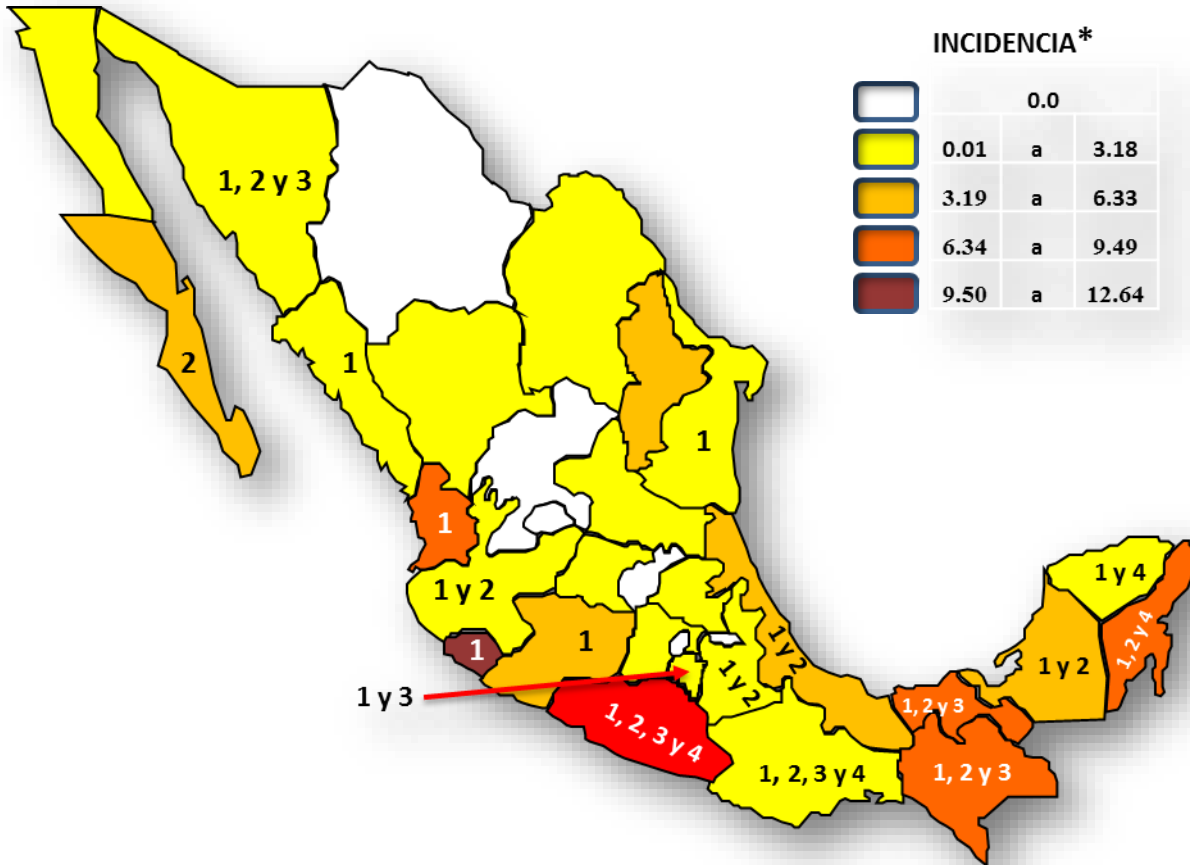 INCIDENCIA*
0.0
0.01 a 3.18
3.19 a 6.33
6.34 a 9.49
9.50 a 12.64
1, 2 y 3
2
1
1
1
1 y 2
1
1
1 y 3
1 y 2
1 y 2
1, 2, 3 y 4
1, 2, 3 y 4
1, 2 y 3
1, 2 y 3
1 y 2
1 y 4
1, 2 y 4